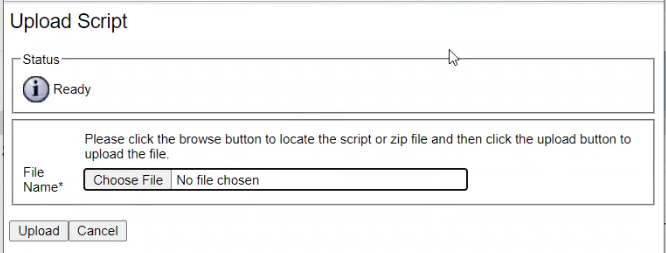 Upload Script
Status
Ready
Please click the browse button to locate the script or zip file and then click the upload button to
upload the file.
File
Name*
Choose File No file chosen
Upload Cancel